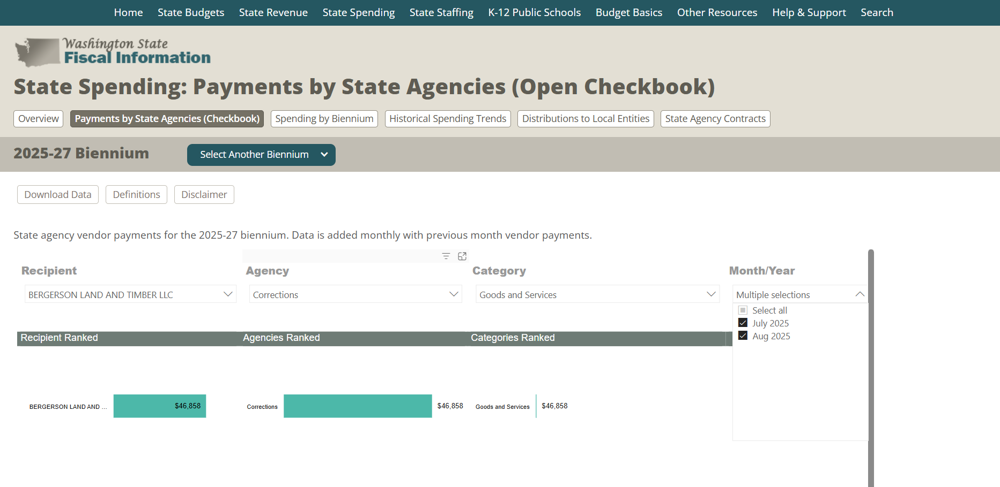 Home State Budgets State Revenue State Spending State Staffing K-12 Public Schools Budget Basics Other Resources Help & Support Search
Washington State
Fiscal Information
State Spending: Payments by State Agencies (Open Checkbook)
Overview Payments by State Agencies (Checkbook) Spending by Biennium Historical Spending Trends Distributions to Local Entities State Agency Contracts
2025-27 Biennium Select Another Biennium
Download Data Definitions Disclaimer
State agency vendor payments for the 2025-27 biennium. Data is added monthly with previous month vendor payments.
Recipient Agency Category Month/Year
BERGERSON LAND AND TIMBER LLC Corrections Goods and Services Multiple selections
Select all
July 2025
Aug 2025
Recipient Ranked Agencies Ranked Categories Ranked
BERGERSON LAND AND ... $46,858 Corrections $46,858 Goods and Services $46,858